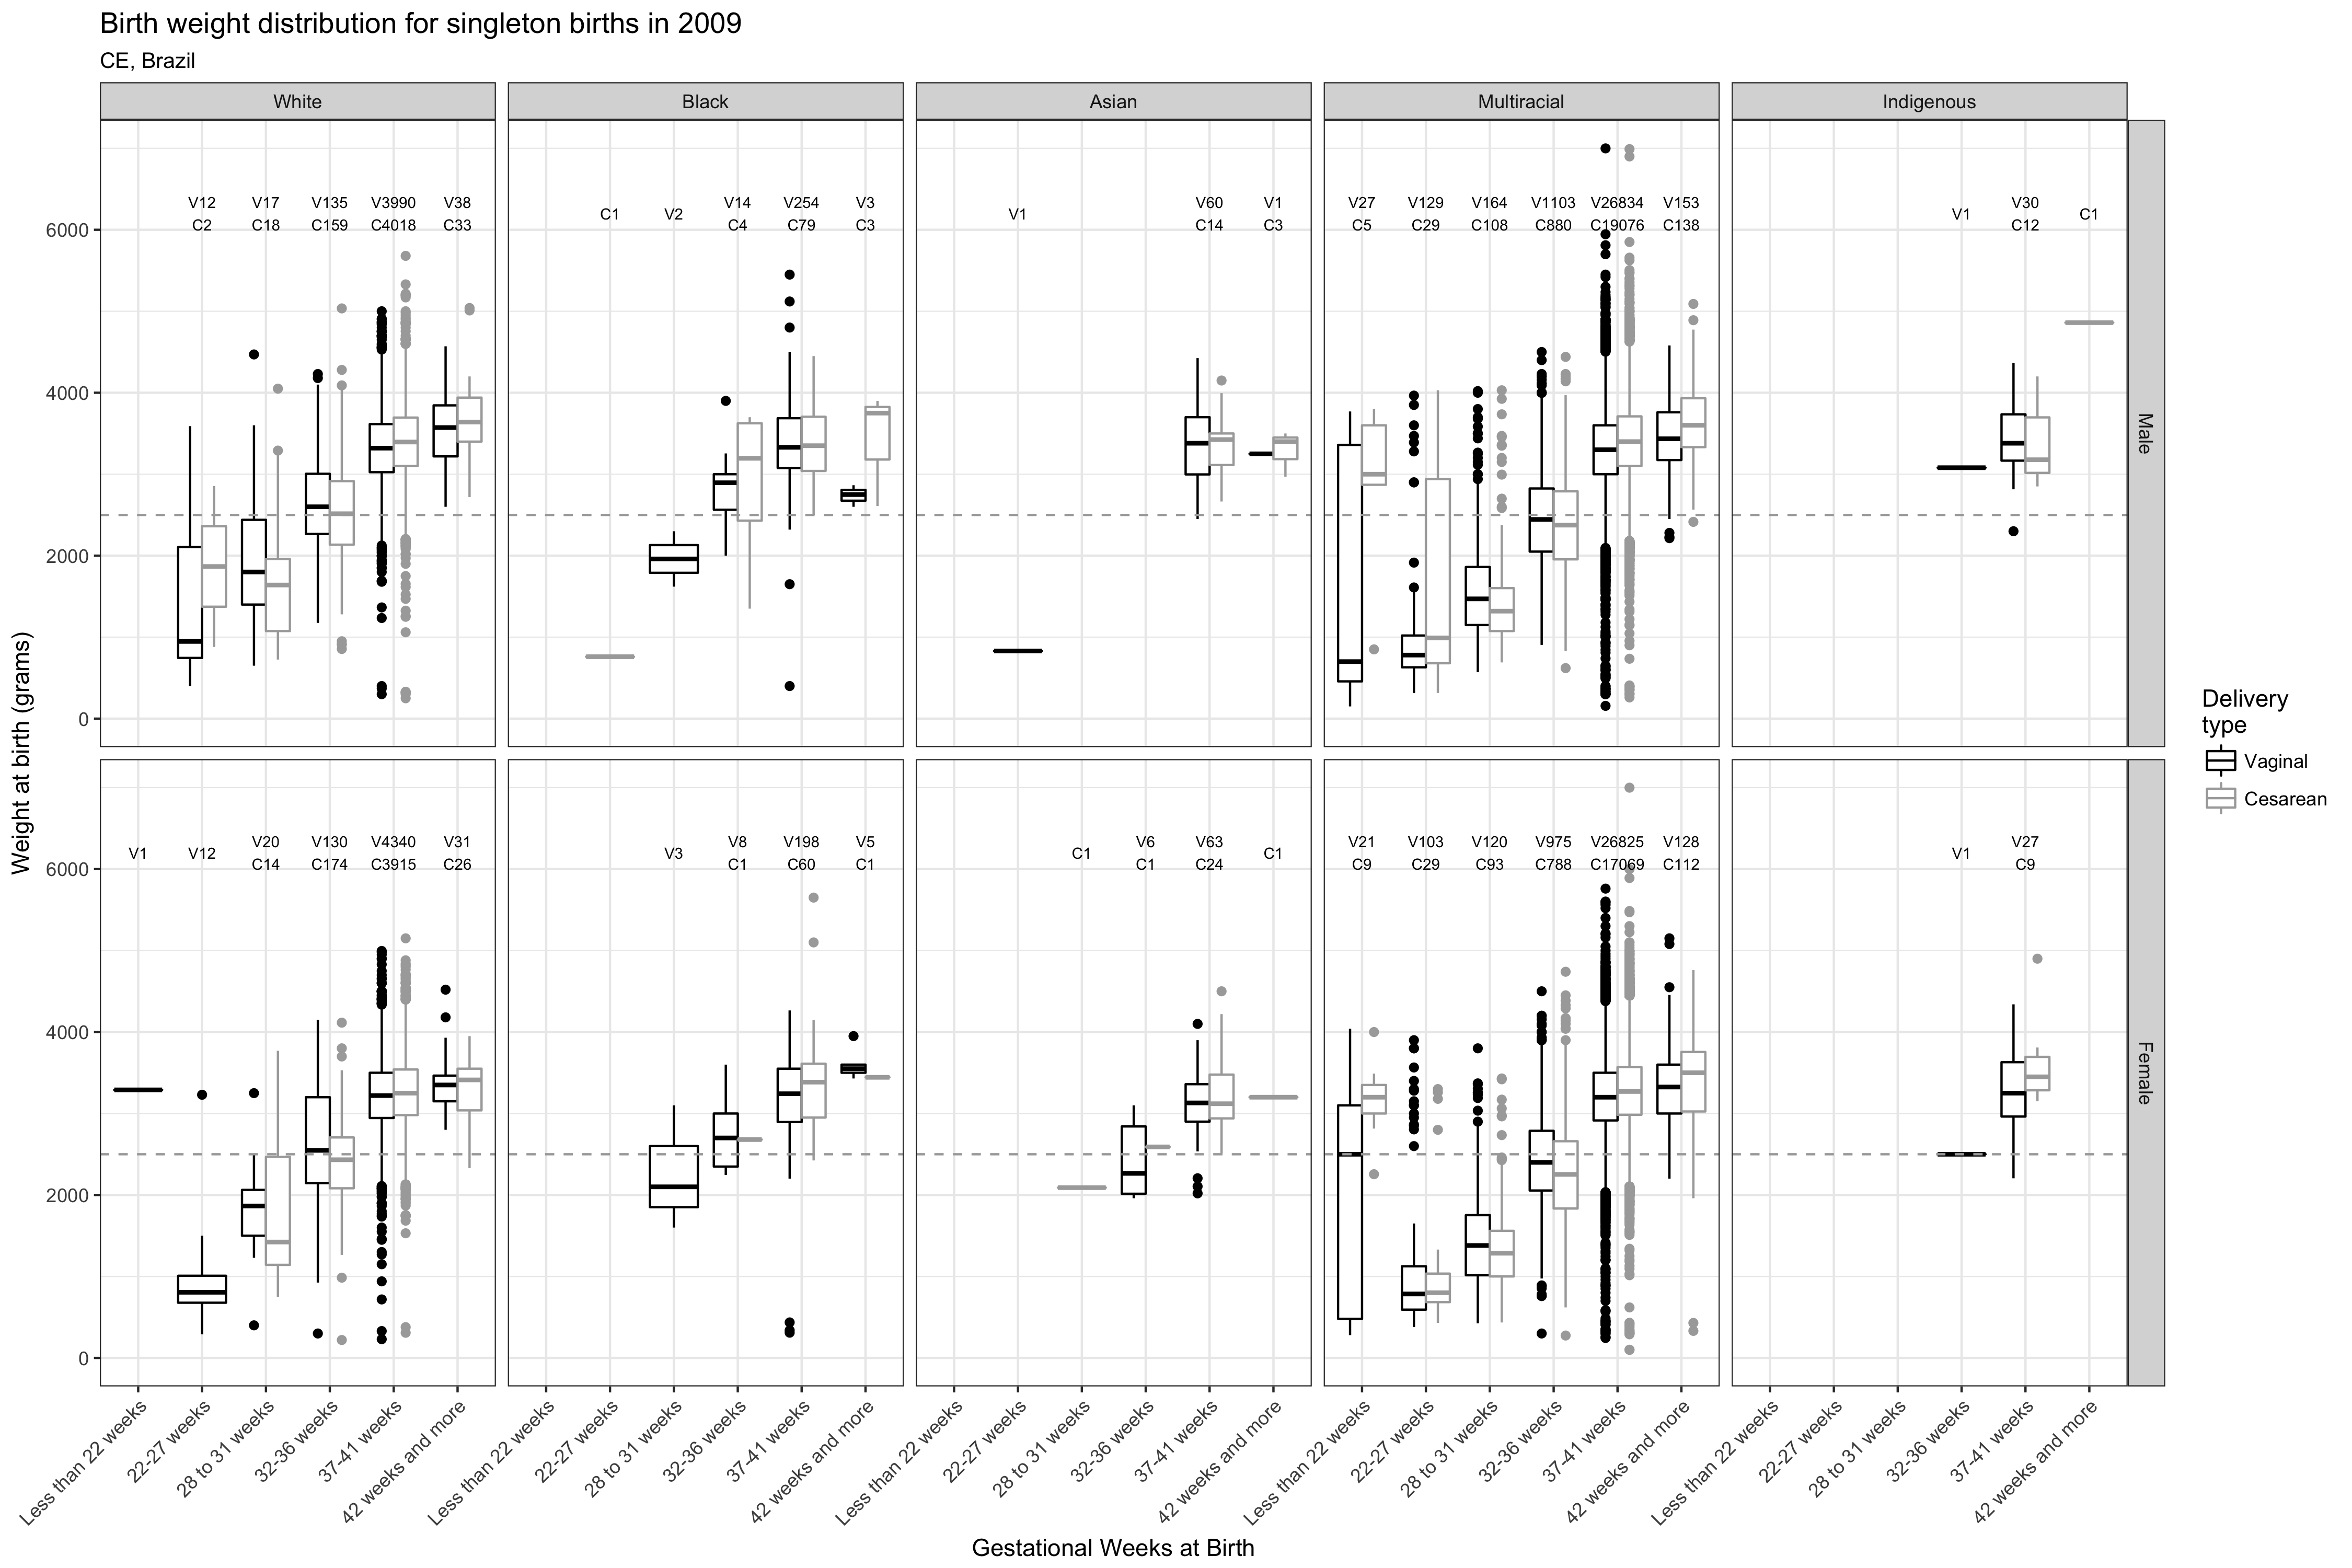 Birth weight distribution for singleton births in 2009
CE, Brazil
White
Black
Asian
Multiracial
Indigenous
Weight at birth (grams)
6000
4000
2000
0
V12
C2
V17
C18
V135
C159
V3990
C4018
V38
C33
C1
V2
V14
C4
V254
C79
V3
C3
V1
V60
C14
V1
C3
V27
C5
V129
C29
V164
C108
V1103
C880
V26834
C19076
V153
C138
V1
V30
C12
C1
Male
6000
4000
2000
0
V1
V12
V20
C14
V130
C174
V4340
C3915
V31
C26
V3
V8
C1
V198
C60
V5
C1
C1
V6
C1
V63
C24
C1
V21
C9
V103
C29
V120
C93
V975
C788
V26825
C17069
V128
C112
V1
V27
C9
Female
Less than 22 weeks
22-27 weeks
28 to 31 weeks
32-36 weeks
37-41 weeks
42 weeks and more
Less than 22 weeks
22-27 weeks
28 to 31 weeks
32-36 weeks
37-41 weeks
42 weeks and more
Less than 22 weeks
22-27 weeks
28 to 31 weeks
32-36 weeks
37-41 weeks
42 weeks and more
Less than 22 weeks
22-27 weeks
28 to 31 weeks
32-36 weeks
37-41 weeks
42 weeks and more
Less than 22 weeks
22-27 weeks
28 to 31 weeks
32-36 weeks
37-41 weeks
42 weeks and more
Gestational Weeks at Birth
Delivery
type
Vaginal
Cesarean